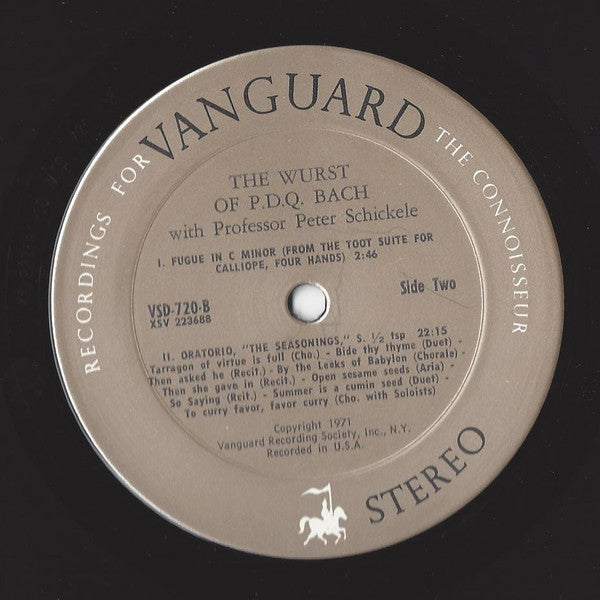 RECORDINGS FOR VANGUARD THE CONNOISSEUR
THE WURST
OF P.D.Q. BACH
with Professor Peter Schickele
I. FUGUE IN C MINOR (FROM THE TOOT SUITE FOR
CALLIOPE, FOUR HANDS) 2:46
VSD-720-B
XSV 223688
Side Two
II. ORATORIO, "THE SEASONINGS," S. 1/2 tsp 22:15
Tarragon of virtue is full (Cho.) - Bide thy thyme (Duet) -
Then asked he (Recit.) - By the Leeks of Babylon (Chorale) -
Then she gave in (Recit.) - Open sesame seeds (Aria) -
So Saying (Recit.) - Summer is a cumin seed (Duet) -
To curry favor, favor curry (Cho. with Soloists)
Copyright 1971
Vanguard Recording Society, Inc., N.Y.
Recorded in U.S.A.
STEREO